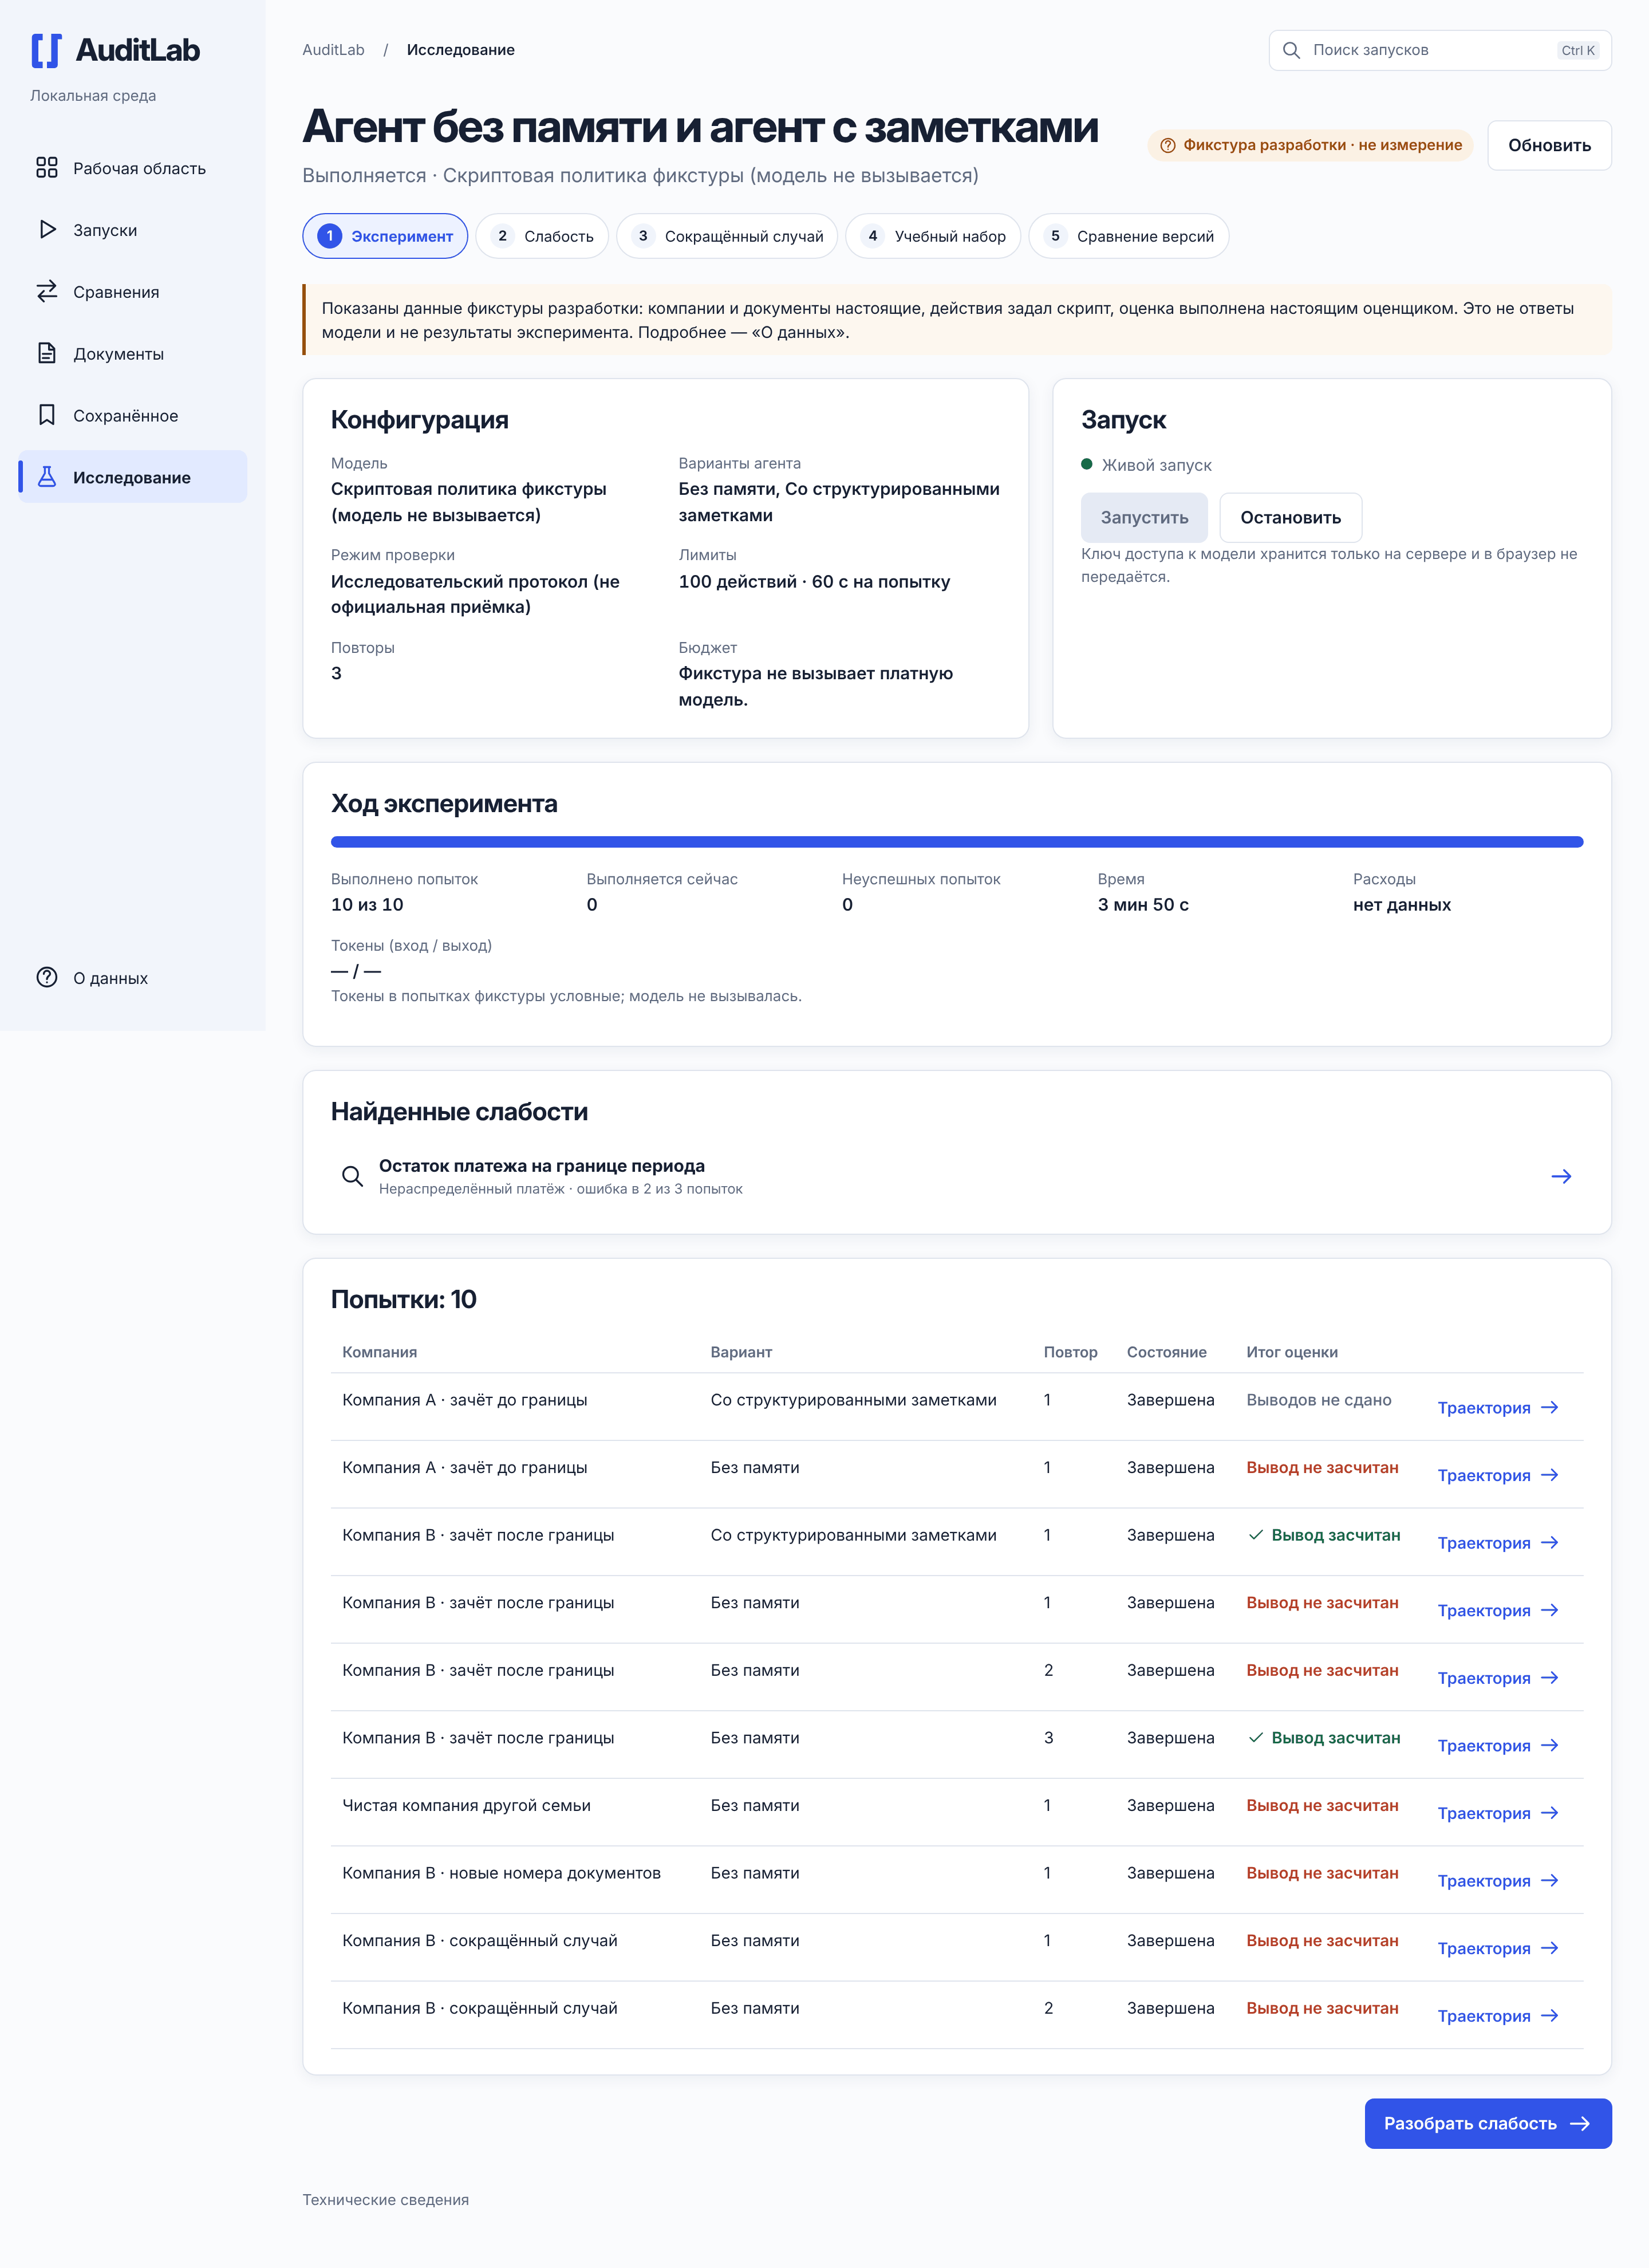 AuditLab
Локальная среда
Рабочая область
Запуски
Сравнения
Документы
Сохранённое
Исследование
О данных
AuditLab / Исследование
Поиск запусков Ctrl K
Агент без памяти и агент с заметками
Выполняется · Скриптовая политика фикстуры (модель не вызывается)
Фикстура разработки · не измерение
Обновить
1 Эксперимент
2 Слабость
3 Сокращённый случай
4 Учебный набор
5 Сравнение версий
Показаны данные фикстуры разработки: компании и документы настоящие, действия задал скрипт, оценка выполнена настоящим оценщиком. Это не ответы
модели и не результаты эксперимента. Подробнее — «О данных».
Конфигурация
Модель
Скриптовая политика фикстуры
(модель не вызывается)
Варианты агента
Без памяти, Со структурированными
заметками
Режим проверки
Исследовательский протокол (не
официальная приёмка)
Лимиты
100 действий · 60 с на попытку
Повторы
3
Бюджет
Фикстура не вызывает платную
модель.
Запуск
Живой запуск
Запустить
Остановить
Ключ доступа к модели хранится только на сервере и в браузер не
передаётся.
Ход эксперимента
Выполнено попыток
10 из 10
Выполняется сейчас
0
Неуспешных попыток
0
Время
3 мин 50 с
Расходы
нет данных
Токены (вход / выход)
— / —
Токены в попытках фикстуры условные; модель не вызывалась.
Найденные слабости
Остаток платежа на границе периода
Нераспределённый платёж · ошибка в 2 из 3 попыток
Попытки: 10
Компания Вариант Повтор Состояние Итог оценки
Компания A · зачёт до границы Со структурированными заметками 1 Завершена Выводов не сдано Траектория
Компания A · зачёт до границы Без памяти 1 Завершена Вывод не засчитан Траектория
Компания B · зачёт после границы Со структурированными заметками 1 Завершена Вывод засчитан Траектория
Компания B · зачёт после границы Без памяти 1 Завершена Вывод не засчитан Траектория
Компания B · зачёт после границы Без памяти 2 Завершена Вывод не засчитан Траектория
Компания B · зачёт после границы Без памяти 3 Завершена Вывод засчитан Траектория
Чистая компания другой семьи Без памяти 1 Завершена Вывод не засчитан Траектория
Компания B · новые номера документов Без памяти 1 Завершена Вывод не засчитан Траектория
Компания B · сокращённый случай Без памяти 1 Завершена Вывод не засчитан Траектория
Компания B · сокращённый случай Без памяти 2 Завершена Вывод не засчитан Траектория
Разобрать слабость
Технические сведения